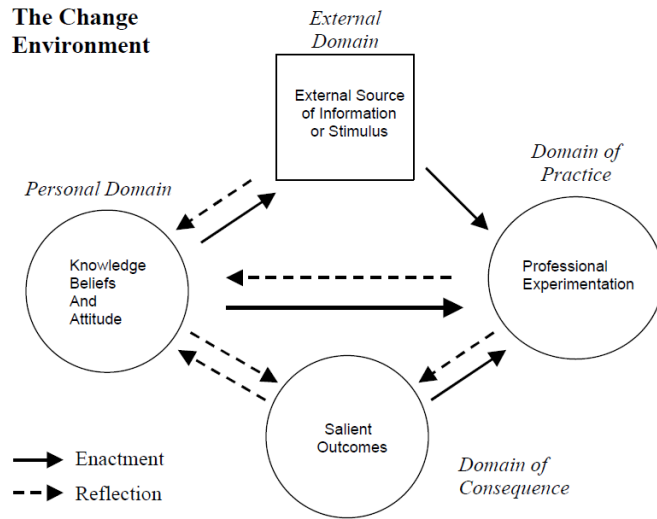 The Change
Environment
External
Domain
External Source
of Information
or Stimulus
Domain of
Practice
Personal Domain
Knowledge
Beliefs
And
Attitude
Professional
Experimentation
Salient
Outcomes
Domain of
Consequence
Enactment
Reflection